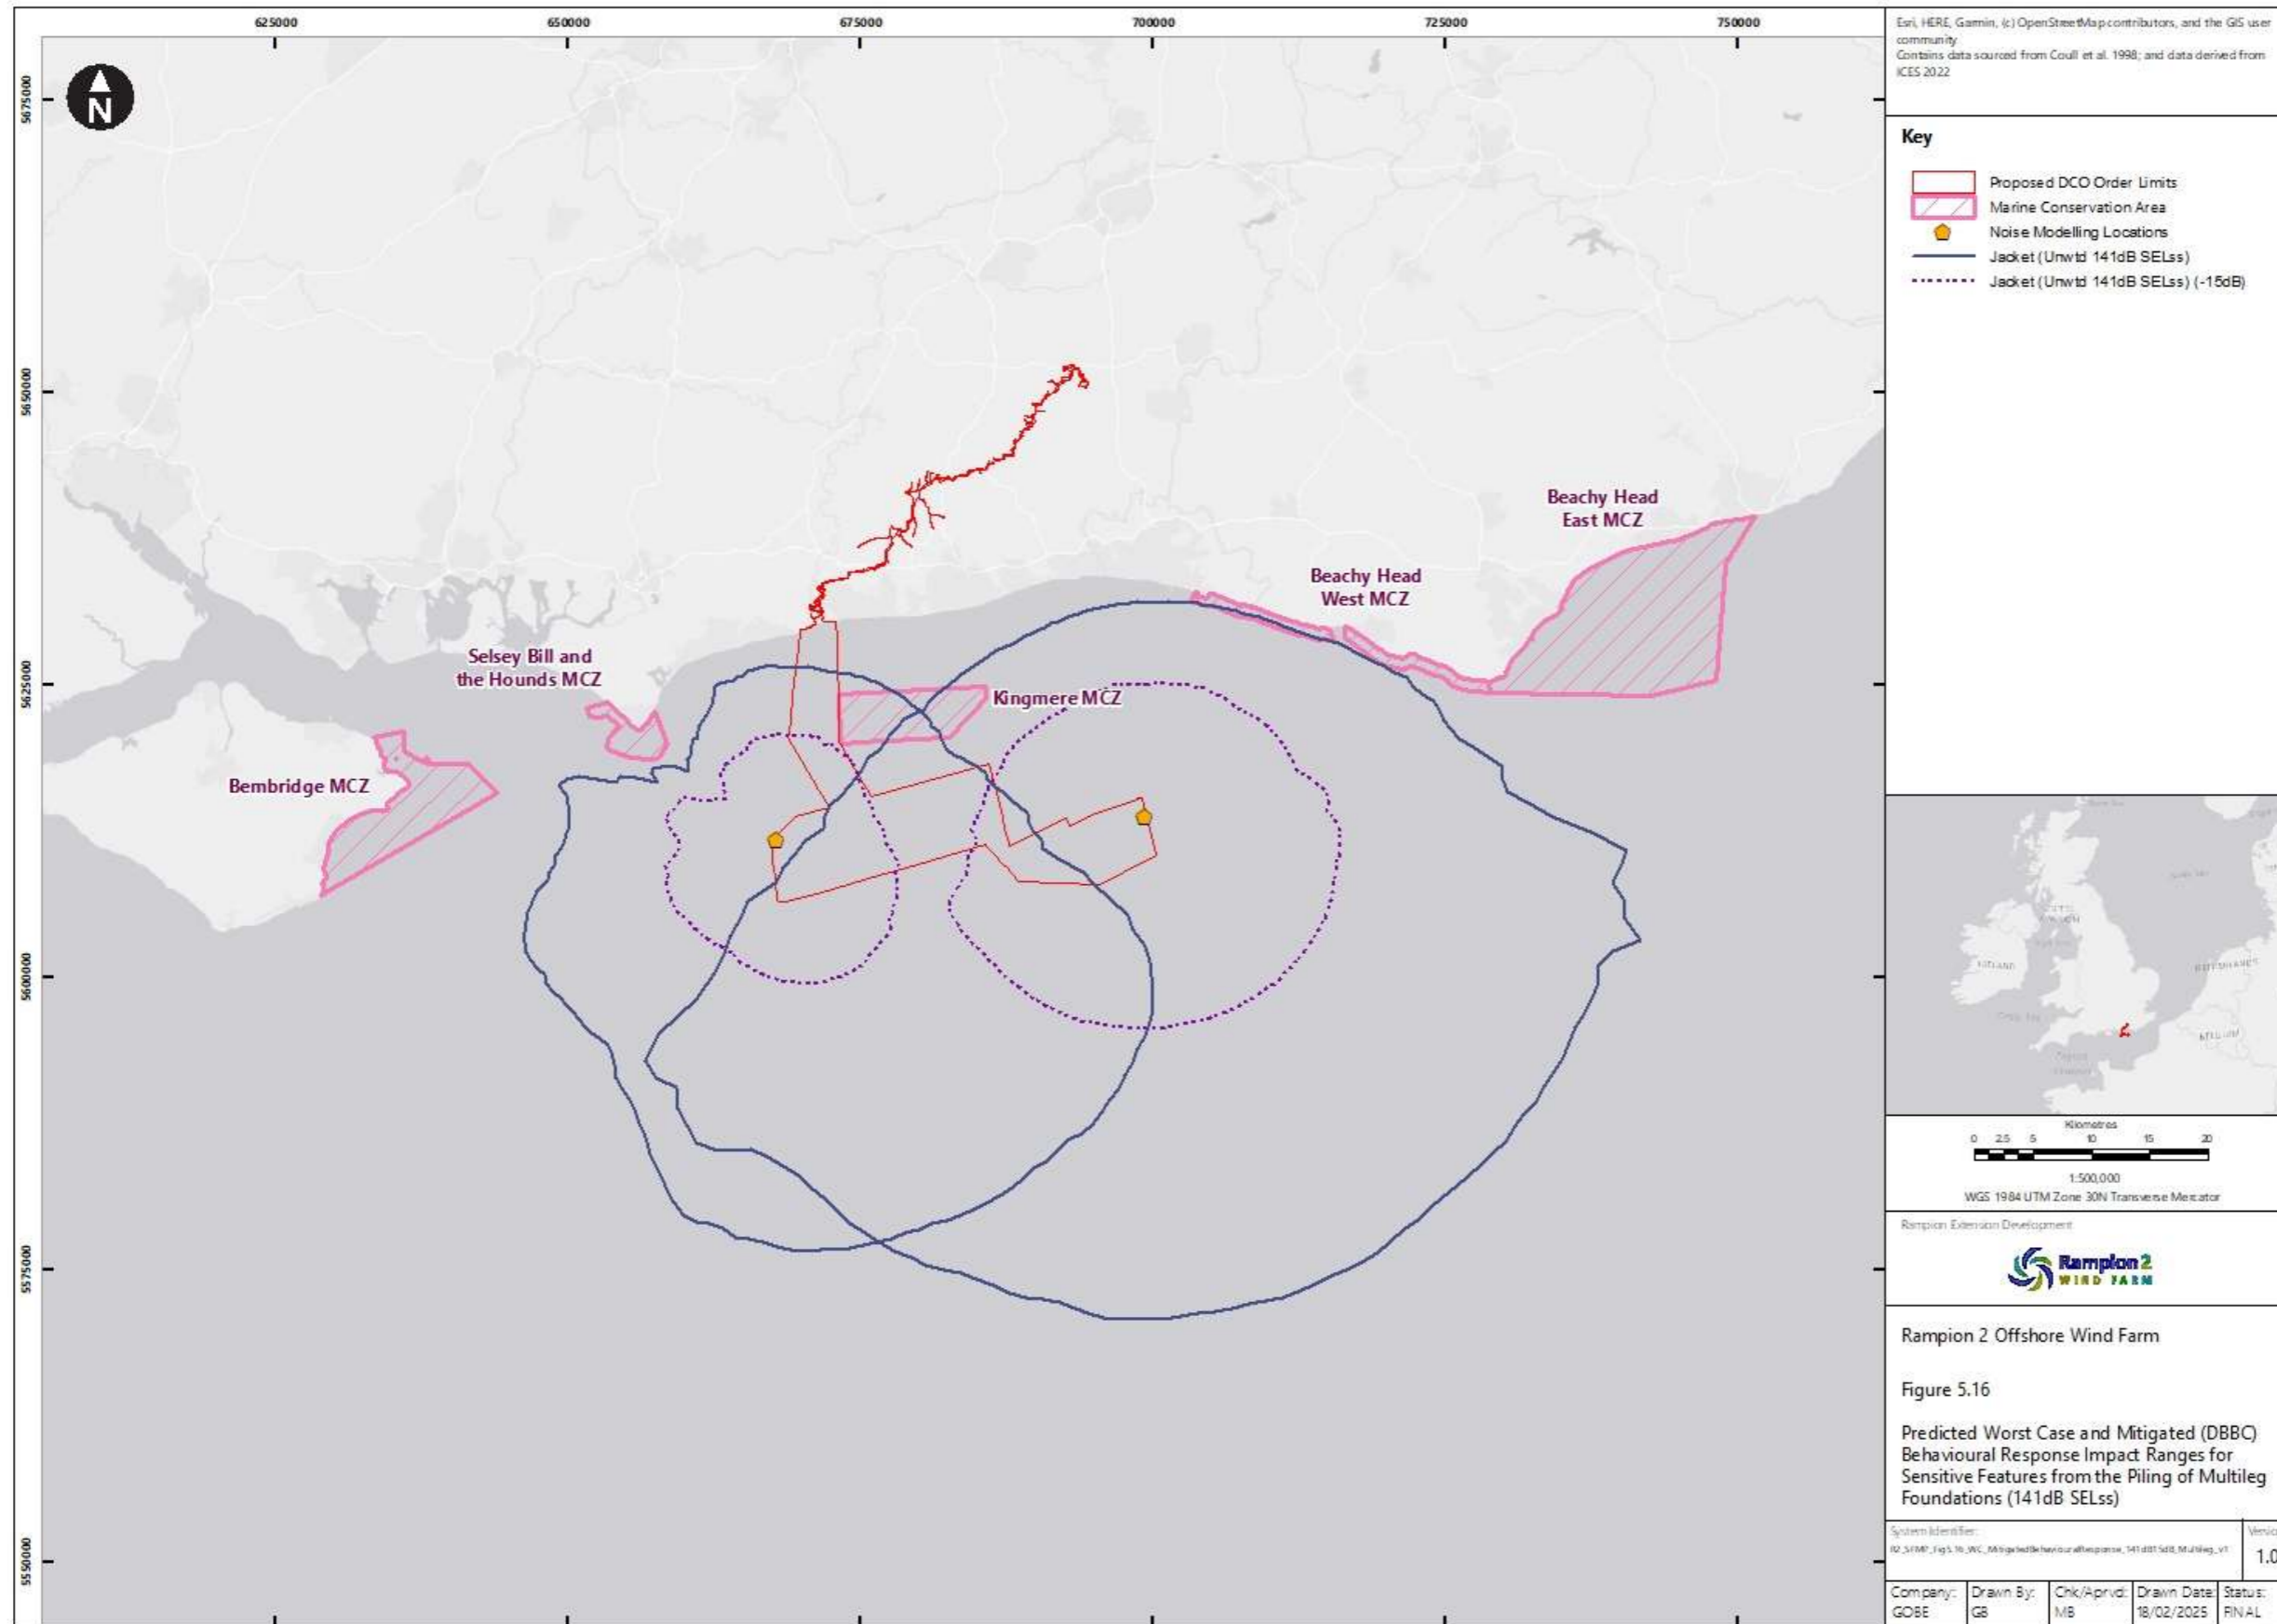 625000
650000
675000
700000
725000
750000
5675000
5650000
5625000
5600000
5575000
5550000
N
Beachy Head
East MCZ
Beachy Head
West MCZ
Selsey Bill and
the Hounds MCZ
Kingmere MCZ
Bembridge MCZ
Esri, HERE, Garmin, (c) OpenStreetMap contributors, and the GIS user
community
Contains data sourced from Coull et al. 1998; and data derived from
ICES 2022
Key
Proposed DCO Order Limits
Marine Conservation Area
Noise Modelling Locations
Jacket (Unwtd 141dB SELss)
Jacket (Unwtd 141dB SELss) (-15dB)
Kilometres
0 2.5 5 10 15 20
1:500,000
WGS 1984 UTM Zone 30N Transverse Mercator
Rampion Extension Development
Rampion 2
WIND FARM
Rampion 2 Offshore Wind Farm
Figure 5.16
Predicted Worst Case and Mitigated (DBBC)
Behavioural Response Impact Ranges for
Sensitive Features from the Piling of Multileg
Foundations (141dB SELss)
System Identifier:
Versio
1.0
Company: Drawn By: Chk/Aprvd: Drawn Date: Status:
GOBE GB MB 18/02/2025 FINAL